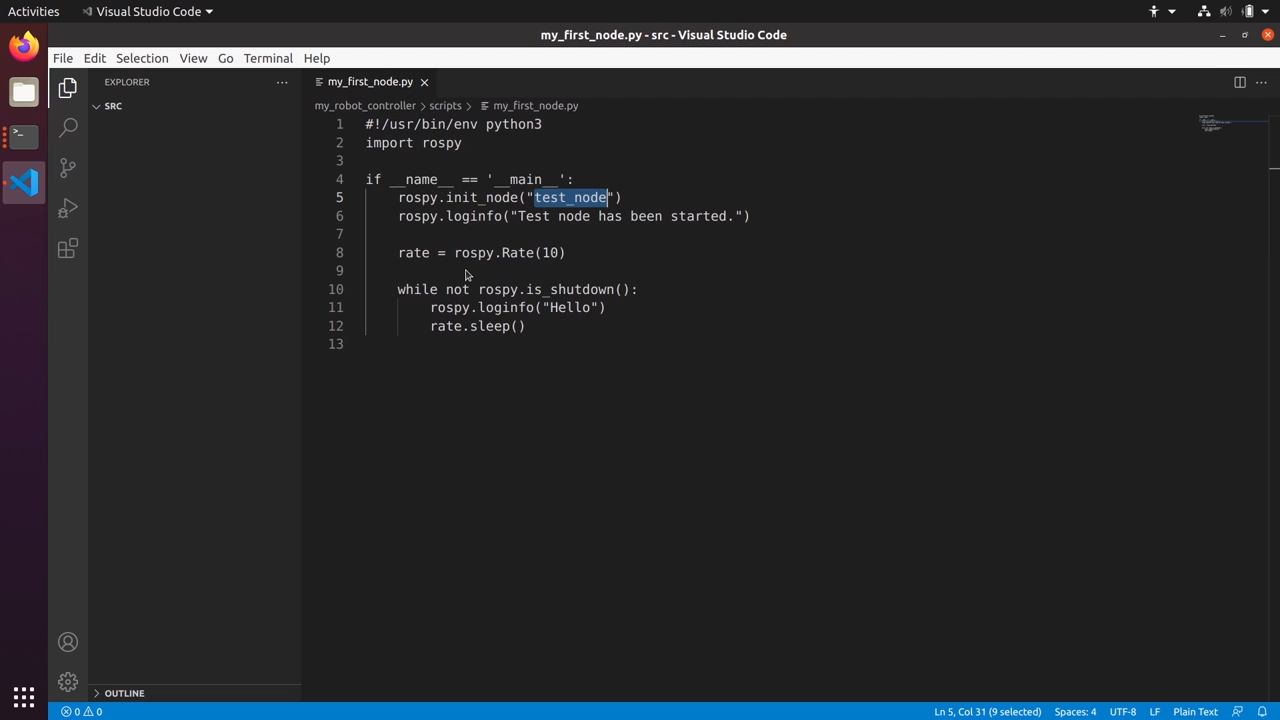 Activities
Visual Studio Code
my_first_node.py - src - Visual Studio Code
File Edit Selection View Go Terminal Help
EXPLORER
SRC
OUTLINE
my_first_node.py
my_robot_controller > scripts > my_first_node.py
1 #!/usr/bin/env python3
2 import rospy
3
4 if __name__ == '__main__':
5 rospy.init_node("test_node")
6 rospy.loginfo("Test node has been started.")
7
8 rate = rospy.Rate(10)
9
10 while not rospy.is_shutdown():
11 rospy.loginfo("Hello")
12 rate.sleep()
13
0 0 Ln 5, Col 31 (9 selected) Spaces: 4 UTF-8 LF Plain Text